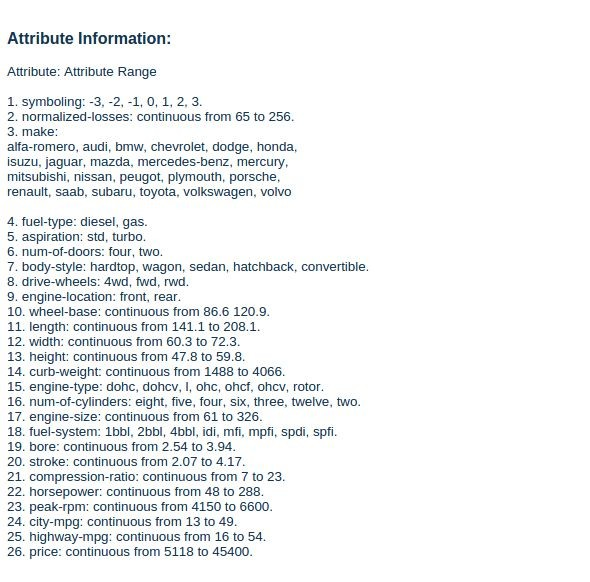 Attribute Information:
Attribute: Attribute Range
1. symboling: -3, -2, -1, 0, 1, 2, 3.
2. normalized-losses: continuous from 65 to 256.
3. make:
alfa-romero, audi, bmw, chevrolet, dodge, honda,
isuzu, jaguar, mazda, mercedes-benz, mercury,
mitsubishi, nissan, peugot, plymouth, porsche,
renault, saab, subaru, toyota, volkswagen, volvo
4. fuel-type: diesel, gas.
5. aspiration: std, turbo.
6. num-of-doors: four, two.
7. body-style: hardtop, wagon, sedan, hatchback, convertible.
8. drive-wheels: 4wd, fwd, rwd.
9. engine-location: front, rear.
10. wheel-base: continuous from 86.6 120.9.
11. length: continuous from 141.1 to 208.1.
12. width: continuous from 60.3 to 72.3.
13. height: continuous from 47.8 to 59.8.
14. curb-weight: continuous from 1488 to 4066.
15. engine-type: dohc, dohcv, l, ohc, ohcf, ohcv, rotor.
16. num-of-cylinders: eight, five, four, six, three, twelve, two.
17. engine-size: continuous from 61 to 326.
18. fuel-system: 1bbl, 2bbl, 4bbl, idi, mfi, mpfi, spdi, spfi.
19. bore: continuous from 2.54 to 3.94.
20. stroke: continuous from 2.07 to 4.17.
21. compression-ratio: continuous from 7 to 23.
22. horsepower: continuous from 48 to 288.
23. peak-rpm: continuous from 4150 to 6600.
24. city-mpg: continuous from 13 to 49.
25. highway-mpg: continuous from 16 to 54.
26. price: continuous from 5118 to 45400.